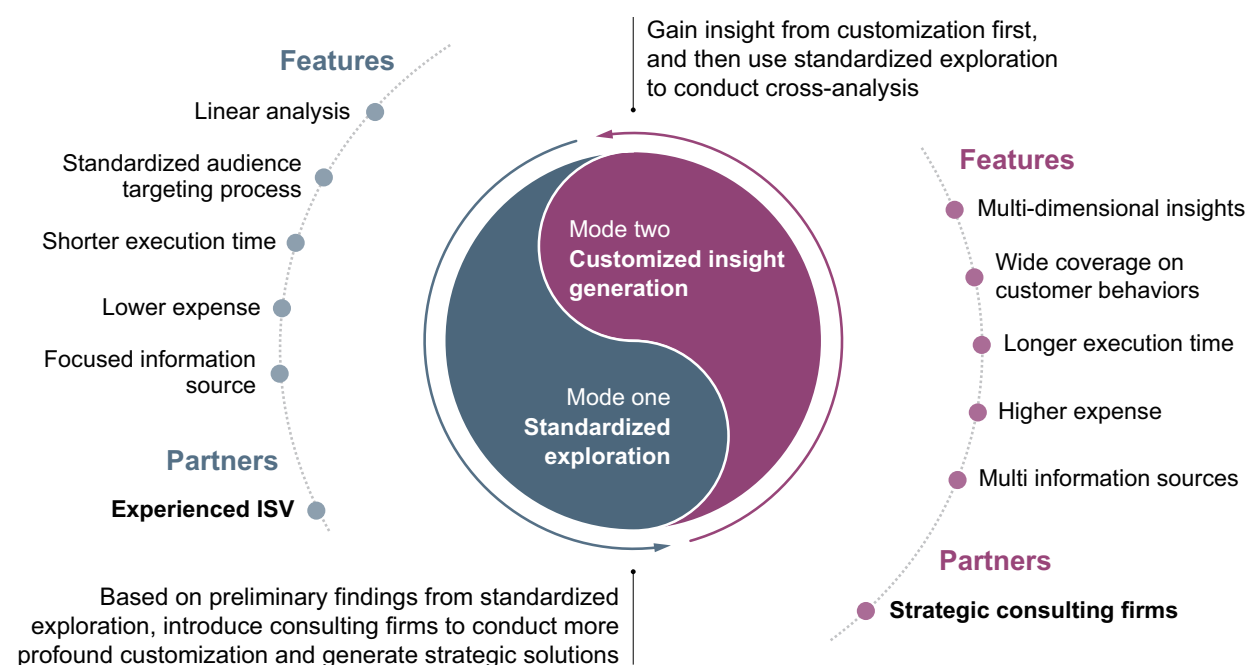 Gain insight from customization first,
and then use standardized exploration
to conduct cross-analysis
Features
Linear analysis
Standardized audience
targeting process
Shorter execution time
Lower expense
Focused information
source
Partners
Experienced ISV
Mode two
Customized insight
generation
Mode one
Standardized
exploration
Features
Multi-dimensional insights
Wide coverage on
customer behaviors
Longer execution time
Higher expense
Multi information sources
Partners
Strategic consulting firms
Based on preliminary findings from standardized
exploration, introduce consulting firms to conduct more
profound customization and generate strategic solutions